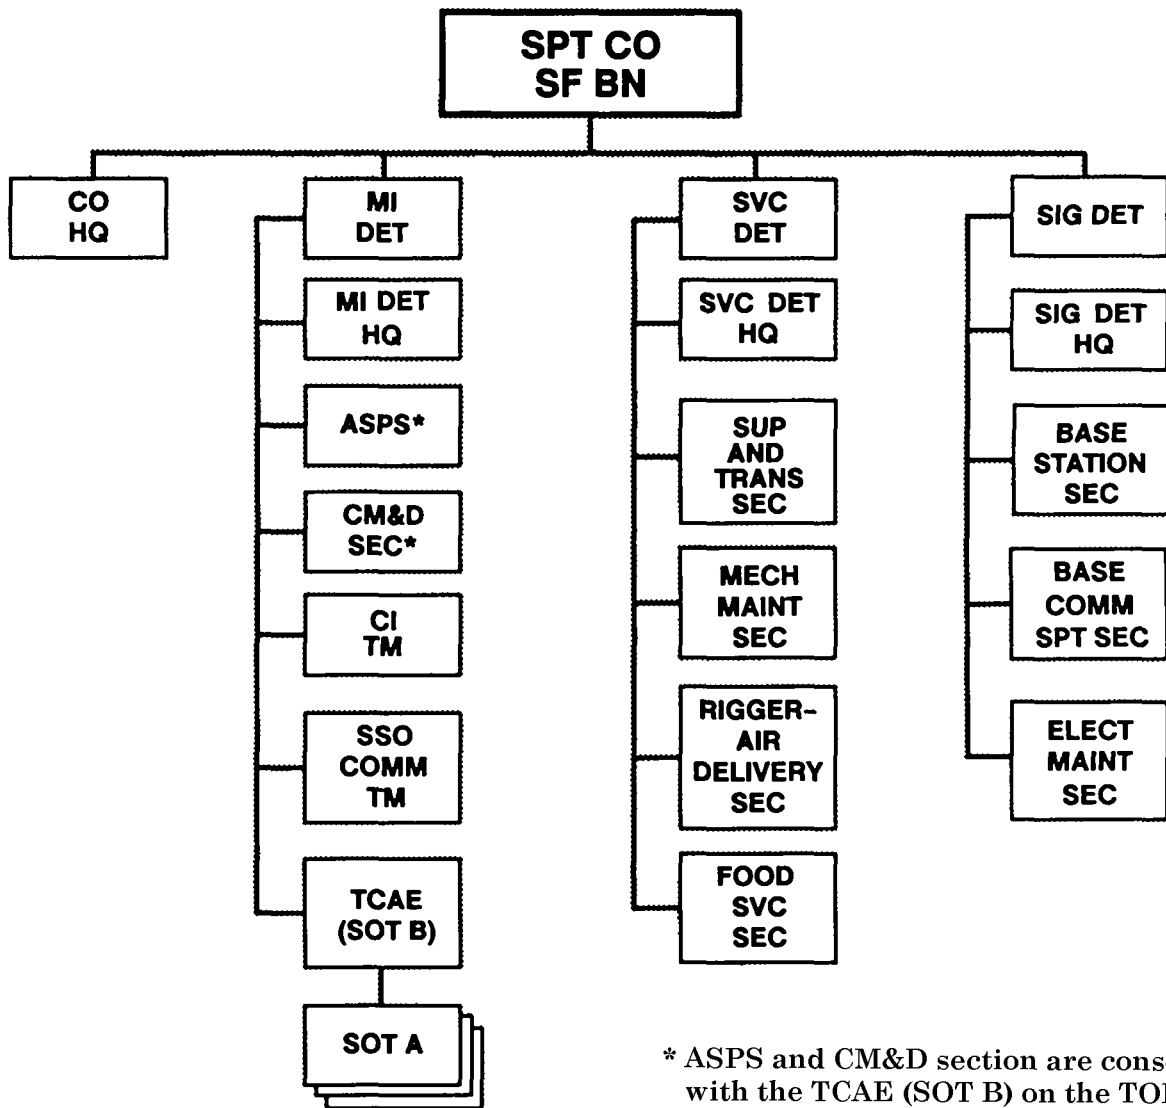 SPT CO
SF BN
CO
HQ
MI
DET
MI DET
HQ
ASPS*
CM&D
SEC*
CI
TM
SSO
COMM
TM
TCAE
(SOT B)
SOT A
SVC
DET
SVC DET
HQ
SUP
AND
TRANS
SEC
MECH
MAINT
SEC
RIGGER-
AIR
DELIVERY
SEC
FOOD
SVC
SEC
SIG DET
SIG DET
HQ
BASE
STATION
SEC
BASE
COMM
SPT SEC
ELECT
MAINT
SEC
* ASPS and CM&D section are
with the TCAE (SOT B) on the